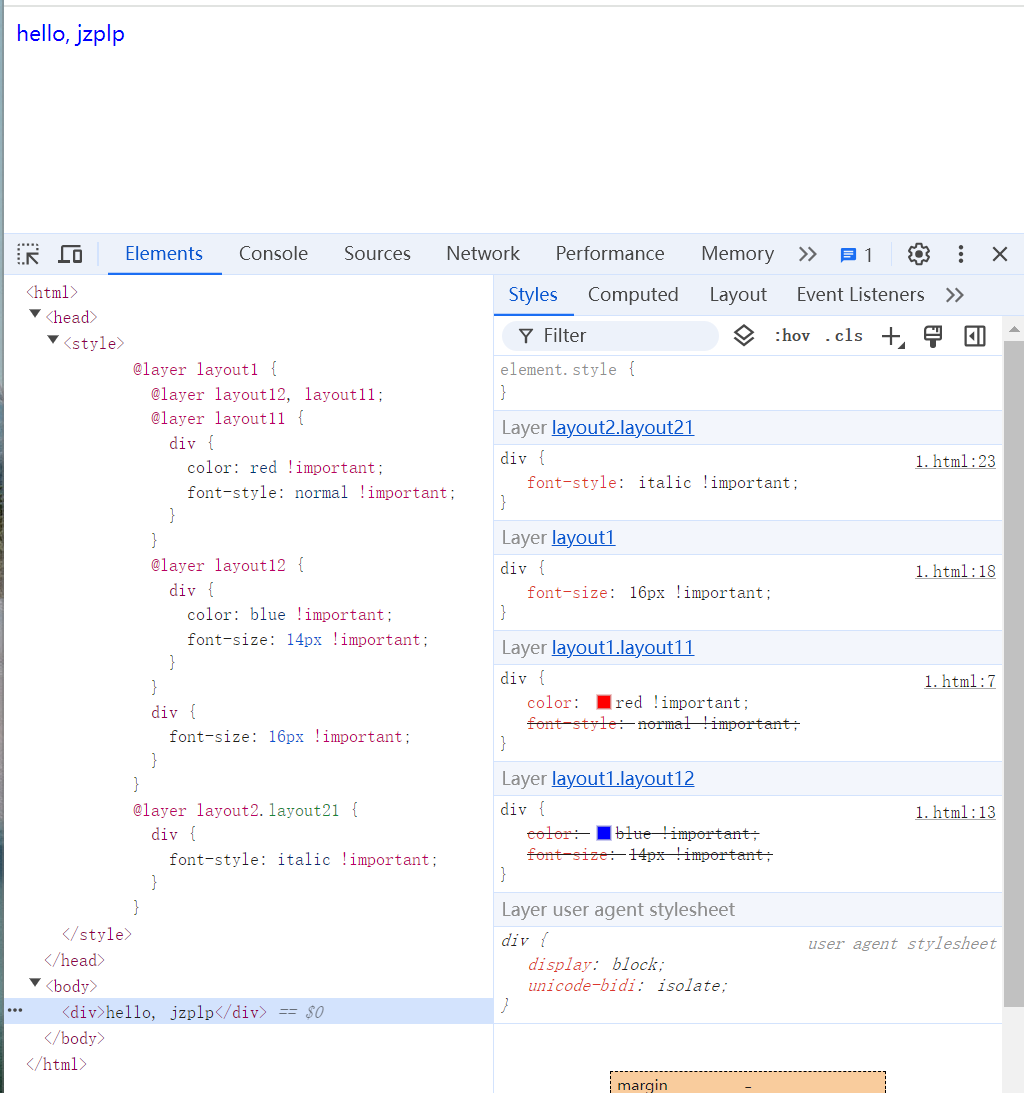 hello, jzplp
Elements Console Sources Network Performance Memory 1
<html>
<head>
<style>
@layer layout1 {
@layer layout12, layout11;
@layer layout11 {
div {
color: red !important;
font-style: normal !important;
}
}
@layer layout12 {
div {
color: blue !important;
font-size: 14px !important;
}
}
div {
font-size: 16px !important;
}
}
@layer layout2.layout21 {
div {
font-style: italic !important;
}
}
</style>
</head>
<body>
<div>hello, jzplp</div> == $0
</body>
</html>
Styles Computed Layout Event Listeners
Filter :hov .cls
element.style {
}
Layer layout2.layout21
div { 1.html:23
font-style: italic !important;
}
Layer layout1
div { 1.html:18
font-size: 16px !important;
}
Layer layout1.layout11
div { 1.html:7
color: red !important;
font-style: normal !important;
}
Layer layout1.layout12
div { 1.html:13
color: blue !important;
font-size: 14px !important;
}
Layer user agent stylesheet
div { user agent stylesheet
display: block;
unicode-bidi: isolate;
}
margin –